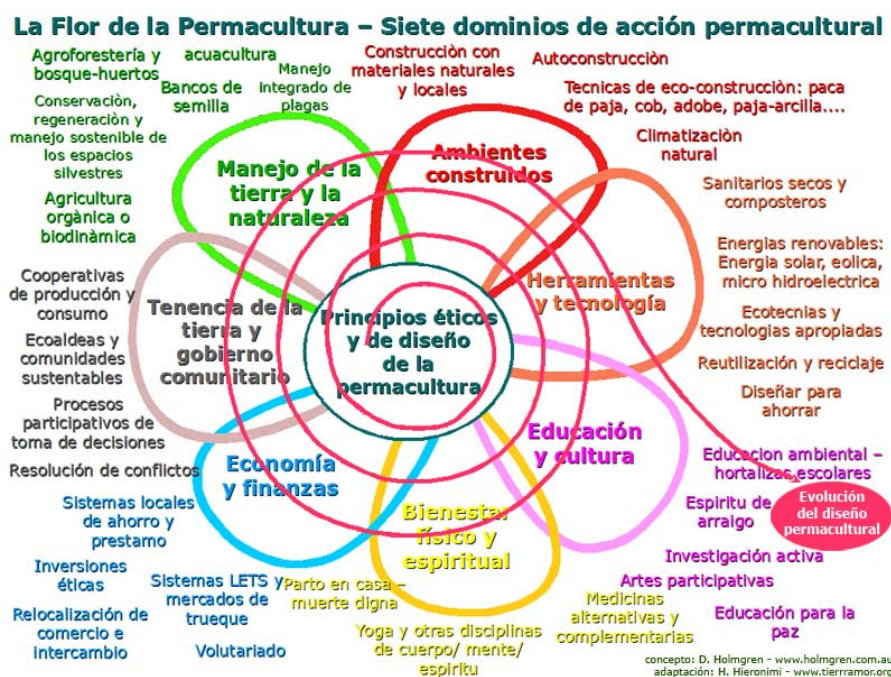 La Flor de la Permacultura – Siete dominios de acción permacultural
Agroforesterìa y
bosque-huertos
acuacultura
Bancos de
semilla
Manejo
integrado de
plagas
Conservaciòn,
regeneraciòn y
manejo sostenible de
los espacios
silvestres
Agricultura
orgànica o
biodinàmica
Manejo de la
tierra y la
naturaleza
Construcciòn con
materiales naturales
y locales
Autoconstrucciòn
Tecnicas de eco-construcciòn: paca
de paja, cob, adobe, paja-arcilla....
Climatizaciòn
natural
Ambientes
construidos
Sanitarios secos y
composteros
Energias renovables:
Energia solar, eolica,
micro hidroelectrica
Ecotecnias y
tecnologias apropiadas
Reutilización y reciclaje
Diseñar para
ahorrar
Herramientas
y tecnología
Cooperativas
de producción y
consumo
Ecoaldeas y
comunidades
sustentables
Procesos
participativos de
toma de decisiones
Resolución de conflictos
Tenencia de la
tierra y
gobierno
comunitario
Principios éticos
y de diseño
de la
permacultura
Educación
y cultura
Educacion ambiental –
hortalizas escolares
Espiritu de
arraigo
Evolución
del diseño
permacultural
Investigación activa
Artes participativas
Educación para la
paz
Economía
y finanzas
Sistemas locales
de ahorro y
prestamo
Inversiones
éticas
Sistemas LETS y
mercados de
trueque
Relocalización de
comercio e
intercambio
Volutariado
Bienestar
físico y
espiritual
Parto en casa –
muerte digna
Yoga y otras disciplinas
de cuerpo/ mente/
espiritu
Medicinas
alternativas y
complementarias
concepto: D. Holmgren - www.holmgren.com.au
adaptación: H. Hieronimi - www.tierrramor.org